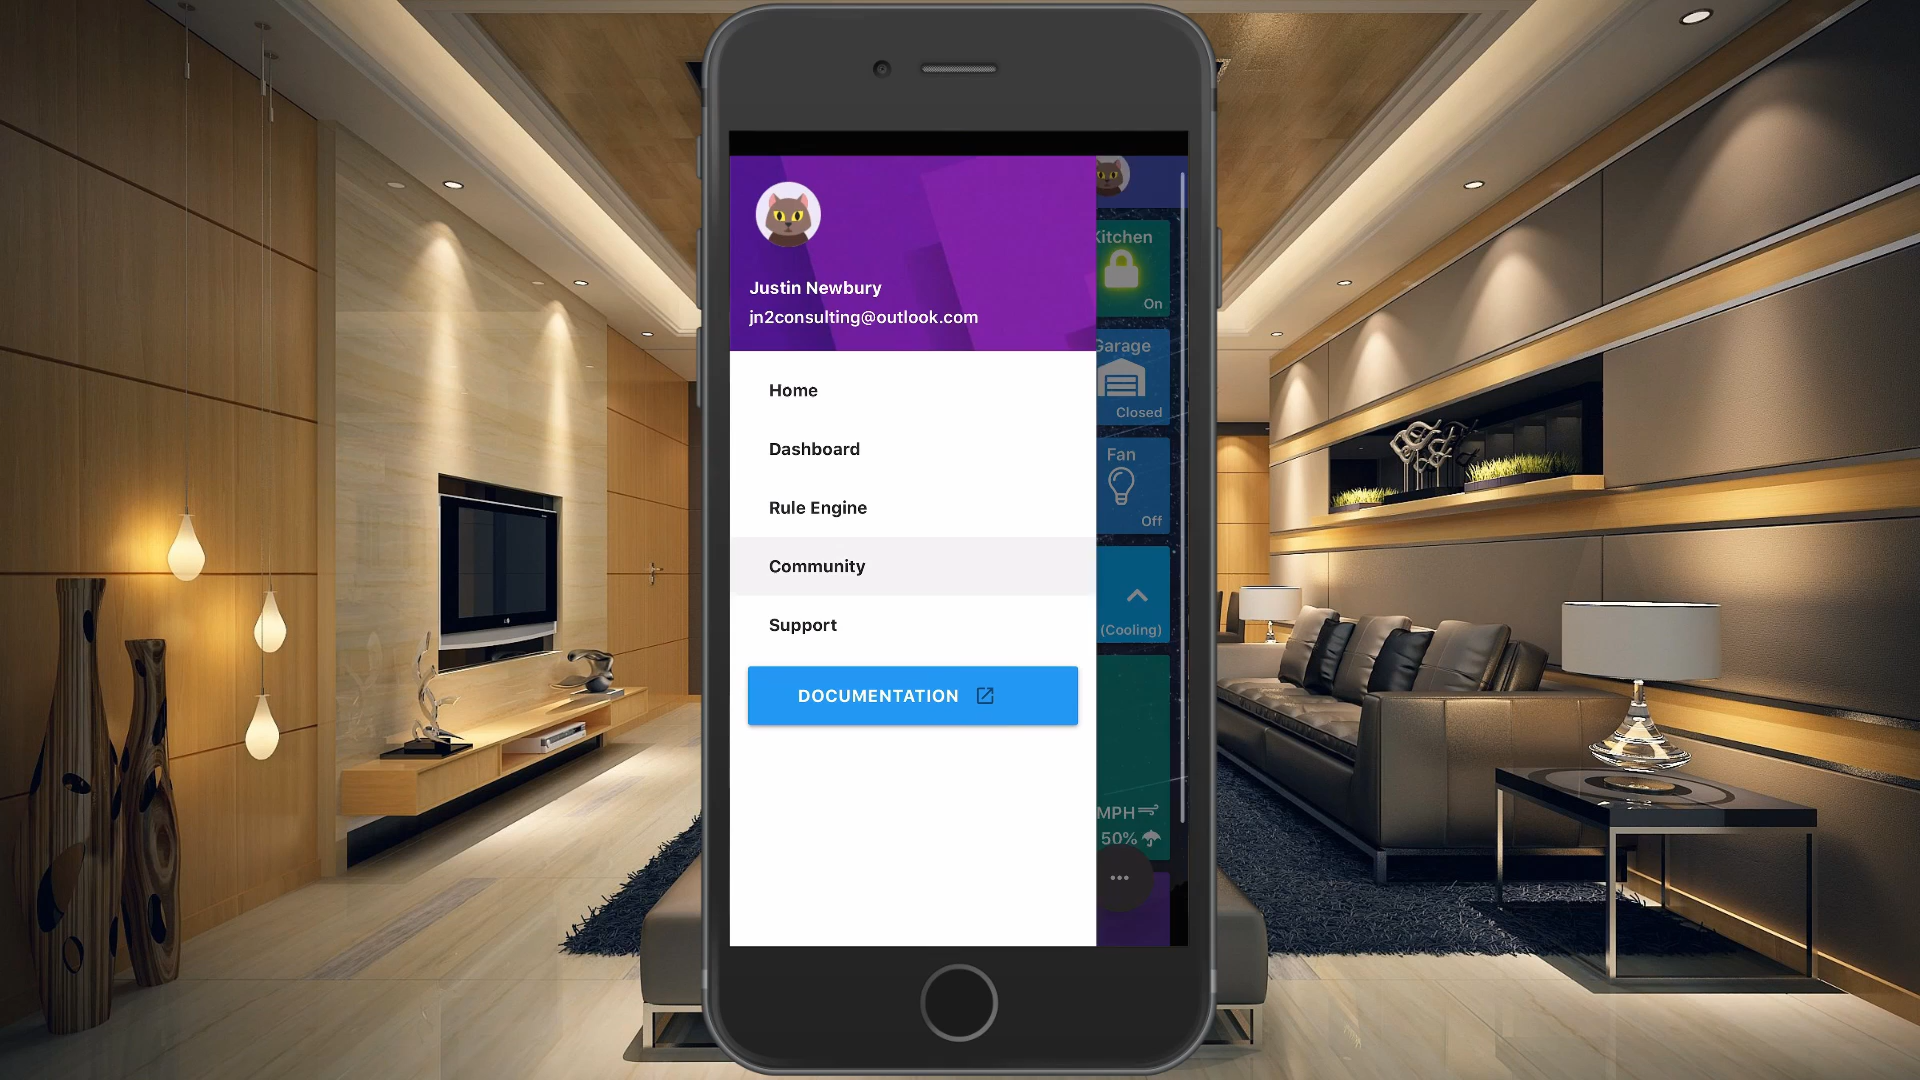 Justin Newbury
jn2consulting@outlook.com
Home
Dashboard
Rule Engine
Community
Support
DOCUMENTATION
Kitchen
On
Garage
Closed
Fan
Off
(Cooling)
MPH
50%